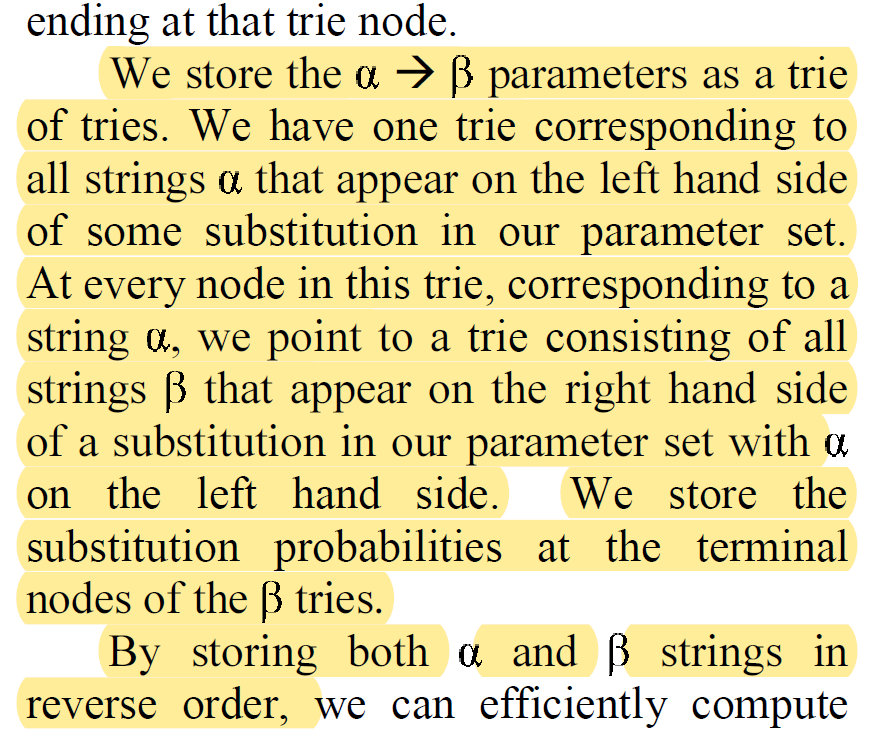 ending at that trie node.
We store the α → β parameters as a trie
of tries. We have one trie corresponding to
all strings α that appear on the left hand side
of some substitution in our parameter set.
At every node in this trie, corresponding to a
string α, we point to a trie consisting of all
strings β that appear on the right hand side
of a substitution in our parameter set with α
on the left hand side. We store the
substitution probabilities at the terminal
nodes of the β tries.
By storing both α and β strings in
reverse order, we can efficiently compute